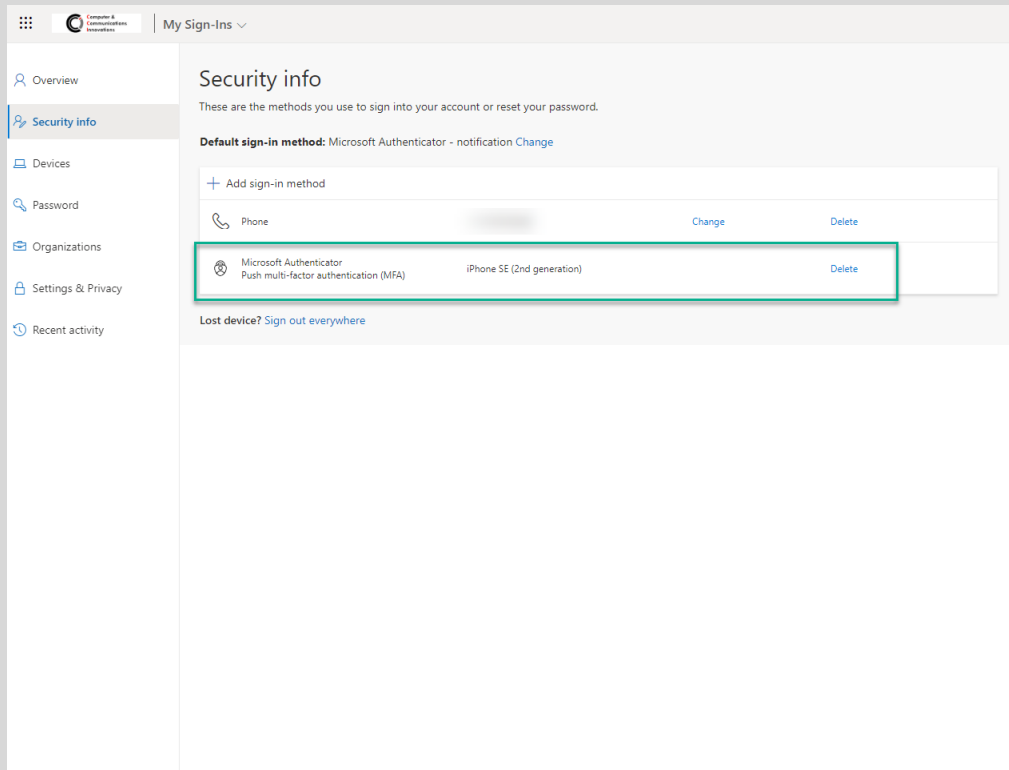 Computer &
Communications
Innovations
My Sign-Ins
Overview
Security info
Devices
Password
Organizations
Settings & Privacy
Recent activity
Security info
These are the methods you use to sign into your account or reset your password.
Default sign-in method: Microsoft Authenticator - notification Change
Add sign-in method
Phone Change Delete
Microsoft Authenticator
Push multi-factor authentication (MFA) iPhone SE (2nd generation) Delete
Lost device? Sign out everywhere